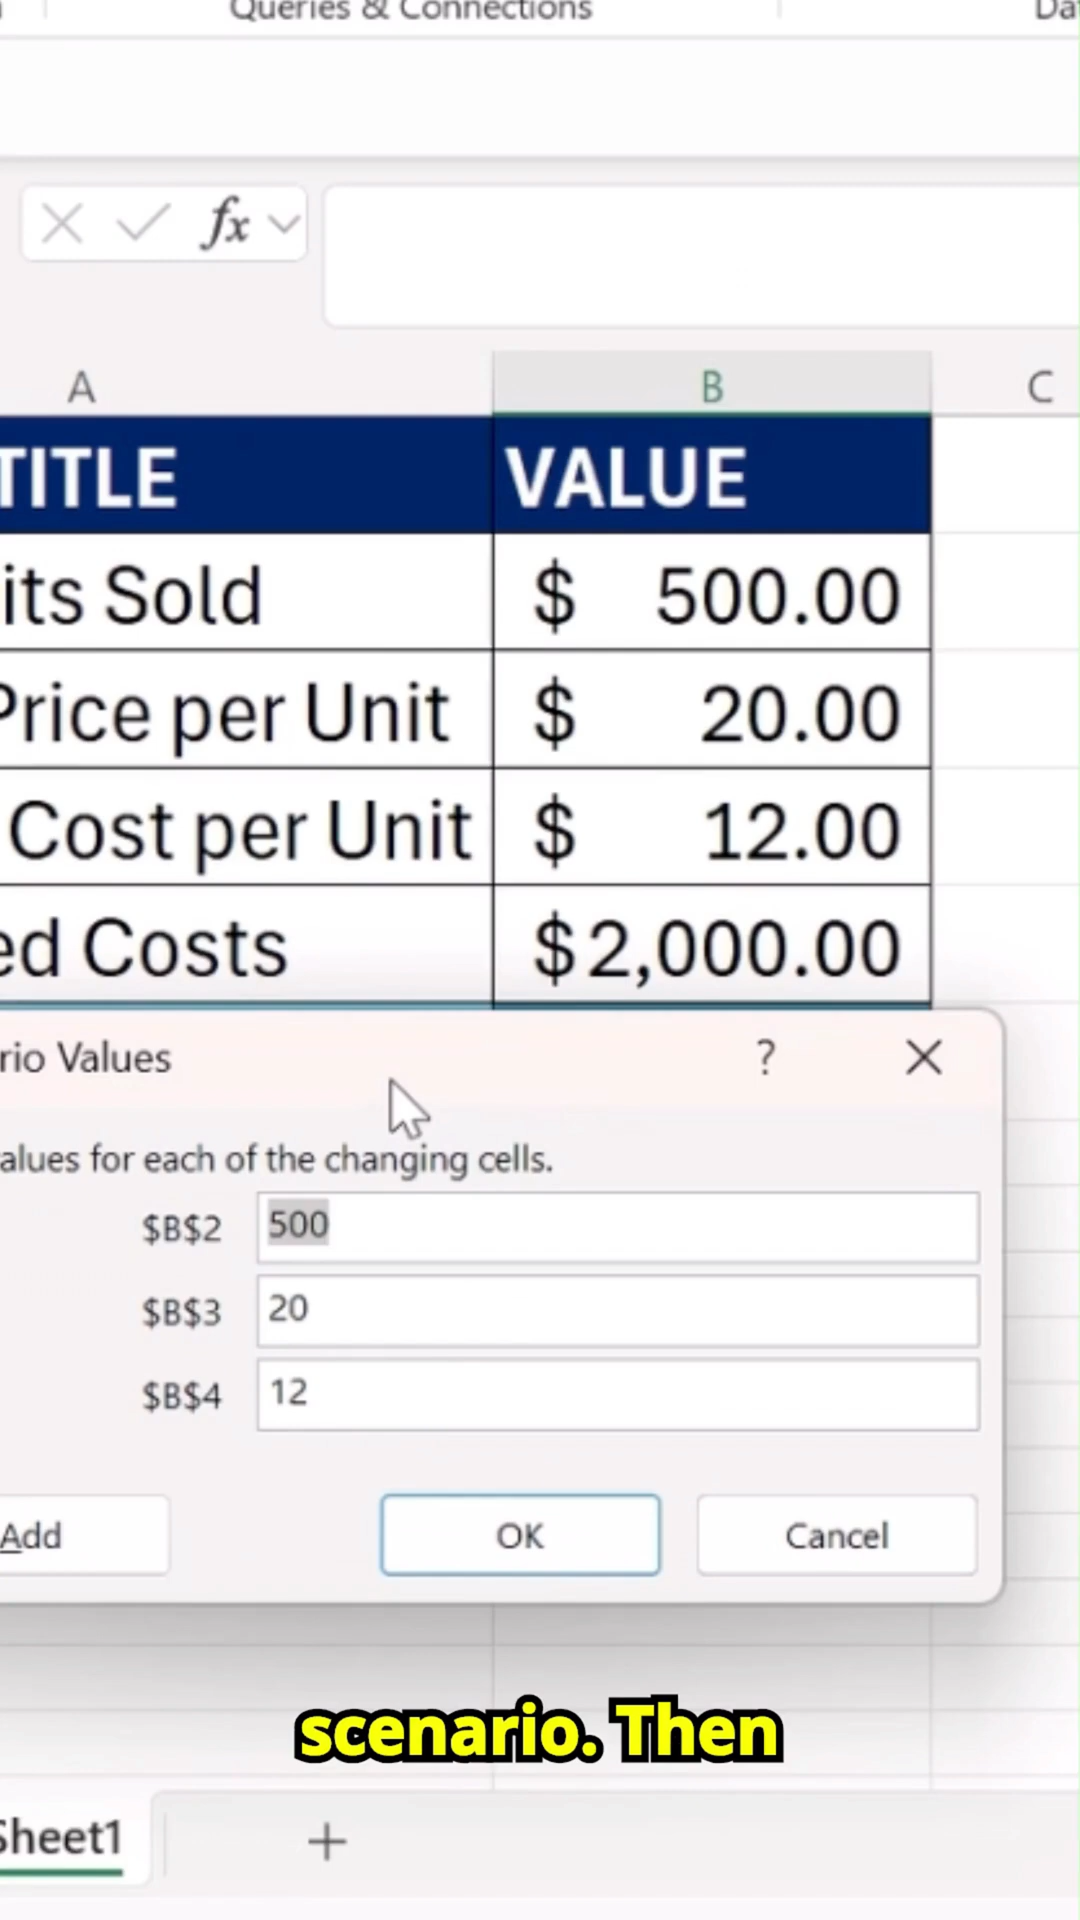 Queries & Connections Da
fx
A B C
TITLE VALUE
its Sold $ 500.00
Price per Unit $ 20.00
Cost per Unit $ 12.00
ed Costs $2,000.00
rio Values ?
alues for each of the changing cells.
$B$2 500
$B$3 20
$B$4 12
Add OK Cancel
scenario. Then
Sheet1 +